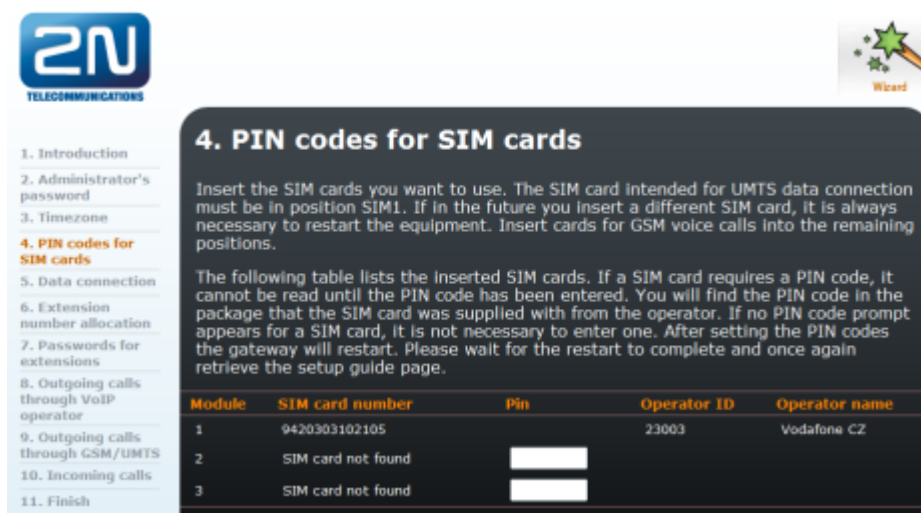 2N
TELECOMMUNICATIONS
Wizard
1. Introduction
2. Administrator's
password
3. Timezone
4. PIN codes for
SIM cards
5. Data connection
6. Extension
number allocation
7. Passwords for
extensions
8. Outgoing calls
through VoIP
operator
9. Outgoing calls
through GSM/UMTS
10. Incoming calls
11. Finish
4. PIN codes for SIM cards
Insert the SIM cards you want to use. The SIM card intended for UMTS data connection
must be in position SIM1. If in the future you insert a different SIM card, it is always
necessary to restart the equipment. Insert cards for GSM voice calls into the remaining
positions.
The following table lists the inserted SIM cards. If a SIM card requires a PIN code, it
cannot be read until the PIN code has been entered. You will find the PIN code in the
package that the SIM card was supplied with from the operator. If no PIN code prompt
appears for a SIM card, it is not necessary to enter one. After setting the PIN codes
the gateway will restart. Please wait for the restart to complete and once again
retrieve the setup guide page.
Module SIM card number Pin Operator ID Operator name
1 9420303102105 23003 Vodafone CZ
2 SIM card not found
3 SIM card not found